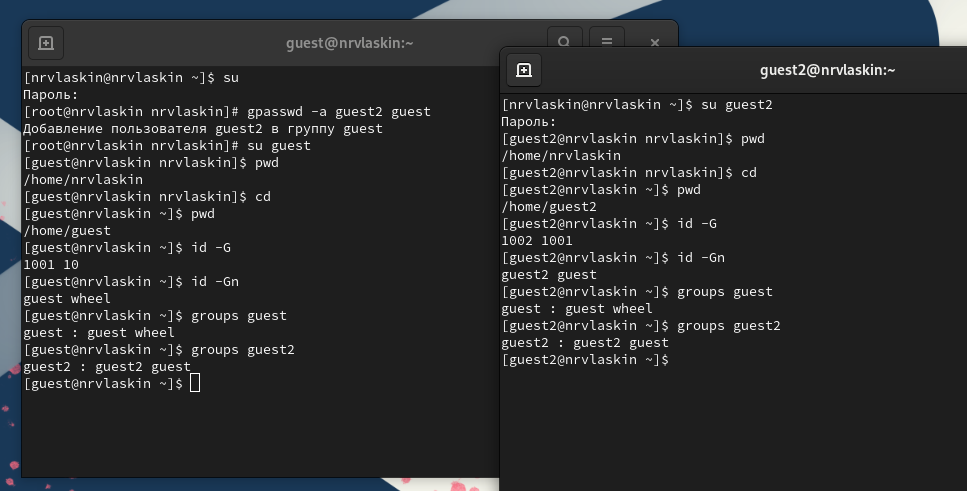 guest@nrvlaskin:~
[nrvlaskin@nrvlaskin ~]$ su
Пароль:
[root@nrvlaskin nrvlaskin]# gpasswd -a guest2 guest
Добавление пользователя guest2 в группу guest
[root@nrvlaskin nrvlaskin]# su guest
[guest@nrvlaskin nrvlaskin]$ pwd
/home/nrvlaskin
[guest@nrvlaskin nrvlaskin]$ cd
[guest@nrvlaskin ~]$ pwd
/home/guest
[guest@nrvlaskin ~]$ id -G
1001 10
[guest@nrvlaskin ~]$ id -Gn
guest wheel
[guest@nrvlaskin ~]$ groups guest
guest : guest wheel
[guest@nrvlaskin ~]$ groups guest2
guest2 : guest2 guest
[guest@nrvlaskin ~]$
guest2@nrvlaskin:~
[nrvlaskin@nrvlaskin ~]$ su guest2
Пароль:
[guest2@nrvlaskin nrvlaskin]$ pwd
/home/nrvlaskin
[guest2@nrvlaskin nrvlaskin]$ cd
[guest2@nrvlaskin ~]$ pwd
/home/guest2
[guest2@nrvlaskin ~]$ id -G
1002 1001
[guest2@nrvlaskin ~]$ id -Gn
guest2 guest
[guest2@nrvlaskin ~]$ groups guest
guest : guest wheel
[guest2@nrvlaskin ~]$ groups guest2
guest2 : guest2 guest
[guest2@nrvlaskin ~]$